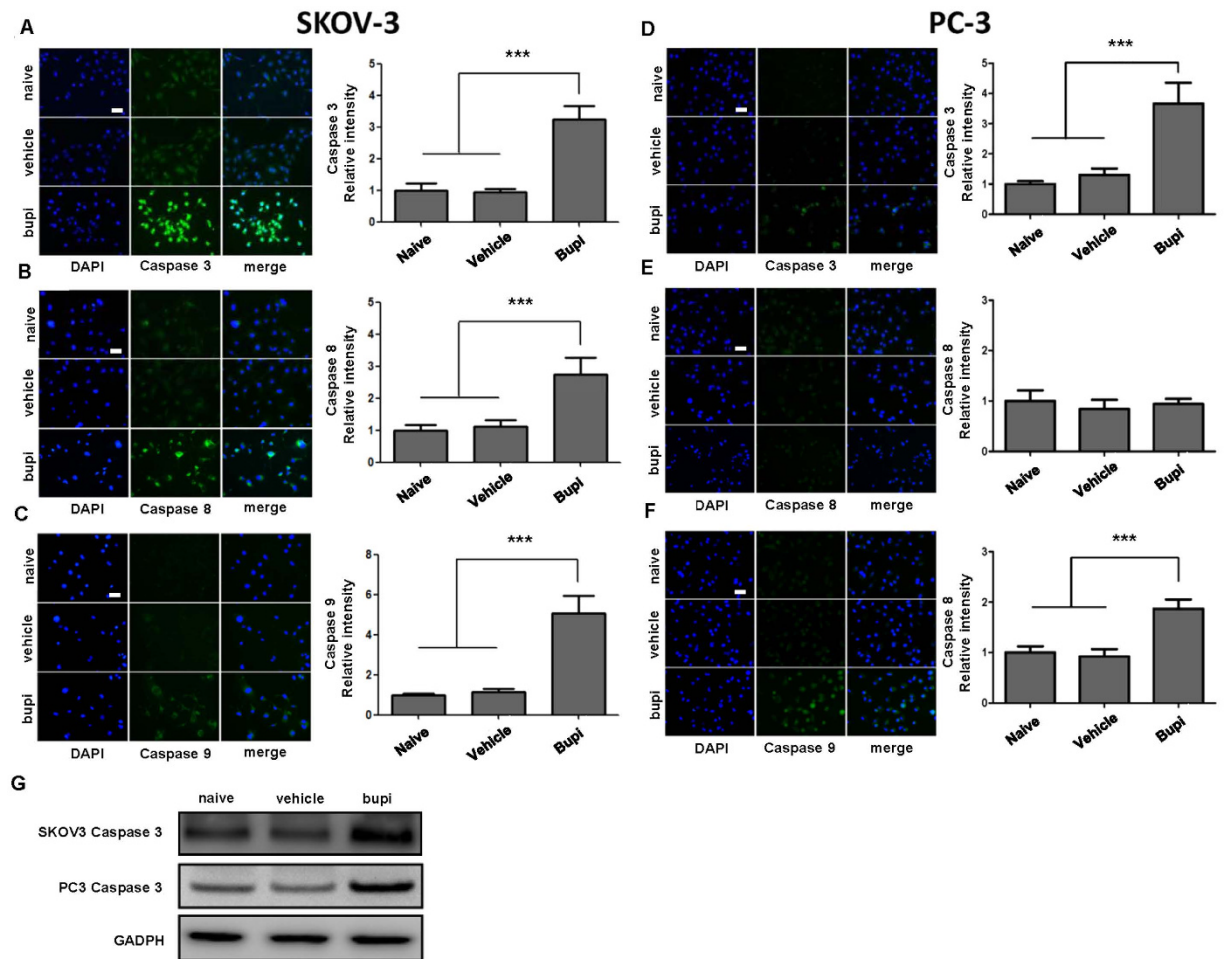 SKOV-3
PC-3
A
naive
vehicle
bupi
DAPI Caspase 3 merge
Caspase 3
Relative intensity
5
4
3
2
1
0
***
Naive Vehicle Bupi
B
naive
vehicle
bupi
DAPI Caspase 8 merge
Caspase 8
Relative intensity
5
4
3
2
1
0
***
Naive Vehicle Bupi
C
naive
vehicle
bupi
DAPI Caspase 9 merge
Caspase 9
Relative intensity
8
6
4
2
0
***
Naive Vehicle Bupi
D
naive
vehicle
bupi
DAPI Caspase 3 merge
Caspase 3
Relative intensity
5
4
3
2
1
0
***
Naive Vehicle Bupi
E
naive
vehicle
bupi
DAPI Caspase 8 merge
Caspase 8
Relative intensity
3
2
1
0
Naive Vehicle Bupi
F
naive
vehicle
bupi
DAPI Caspase 9 merge
Caspase 8
Relative intensity
3
2
1
0
***
Naive Vehicle Bupi
G
naive vehicle bupi
SKOV3 Caspase 3
PC3 Caspase 3
GADPH